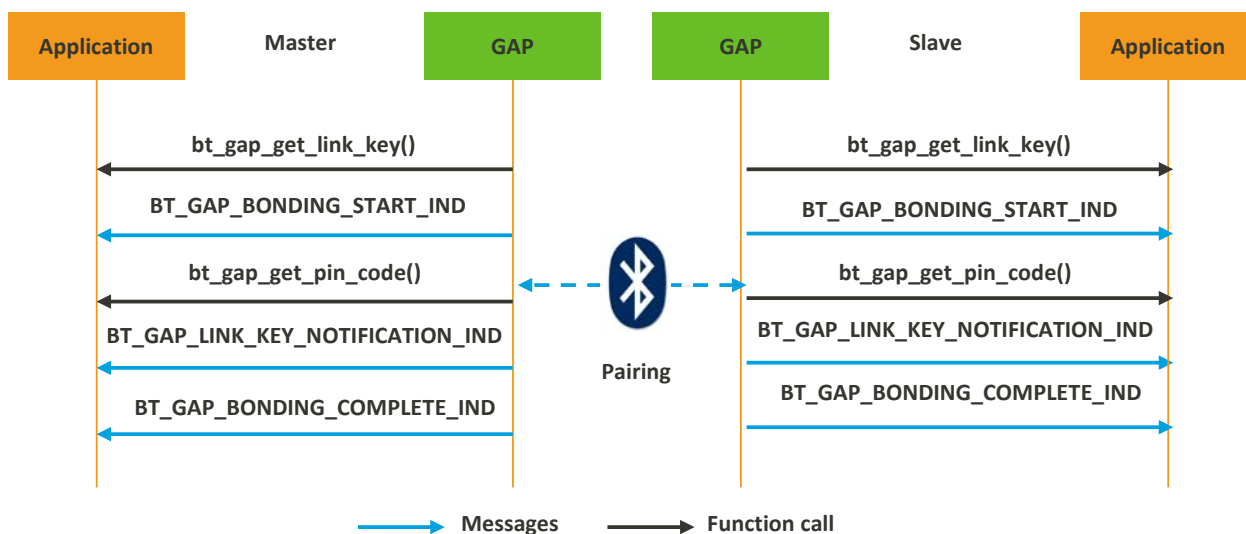 Application
Master
GAP
GAP
Slave
Application
bt_gap_get_link_key()
bt_gap_get_link_key()
BT_GAP_BONDING_START_IND
BT_GAP_BONDING_START_IND
bt_gap_get_pin_code()
bt_gap_get_pin_code()
BT_GAP_LINK_KEY_NOTIFICATION_IND
BT_GAP_LINK_KEY_NOTIFICATION_IND
Pairing
BT_GAP_BONDING_COMPLETE_IND
BT_GAP_BONDING_COMPLETE_IND
Messages
Function call